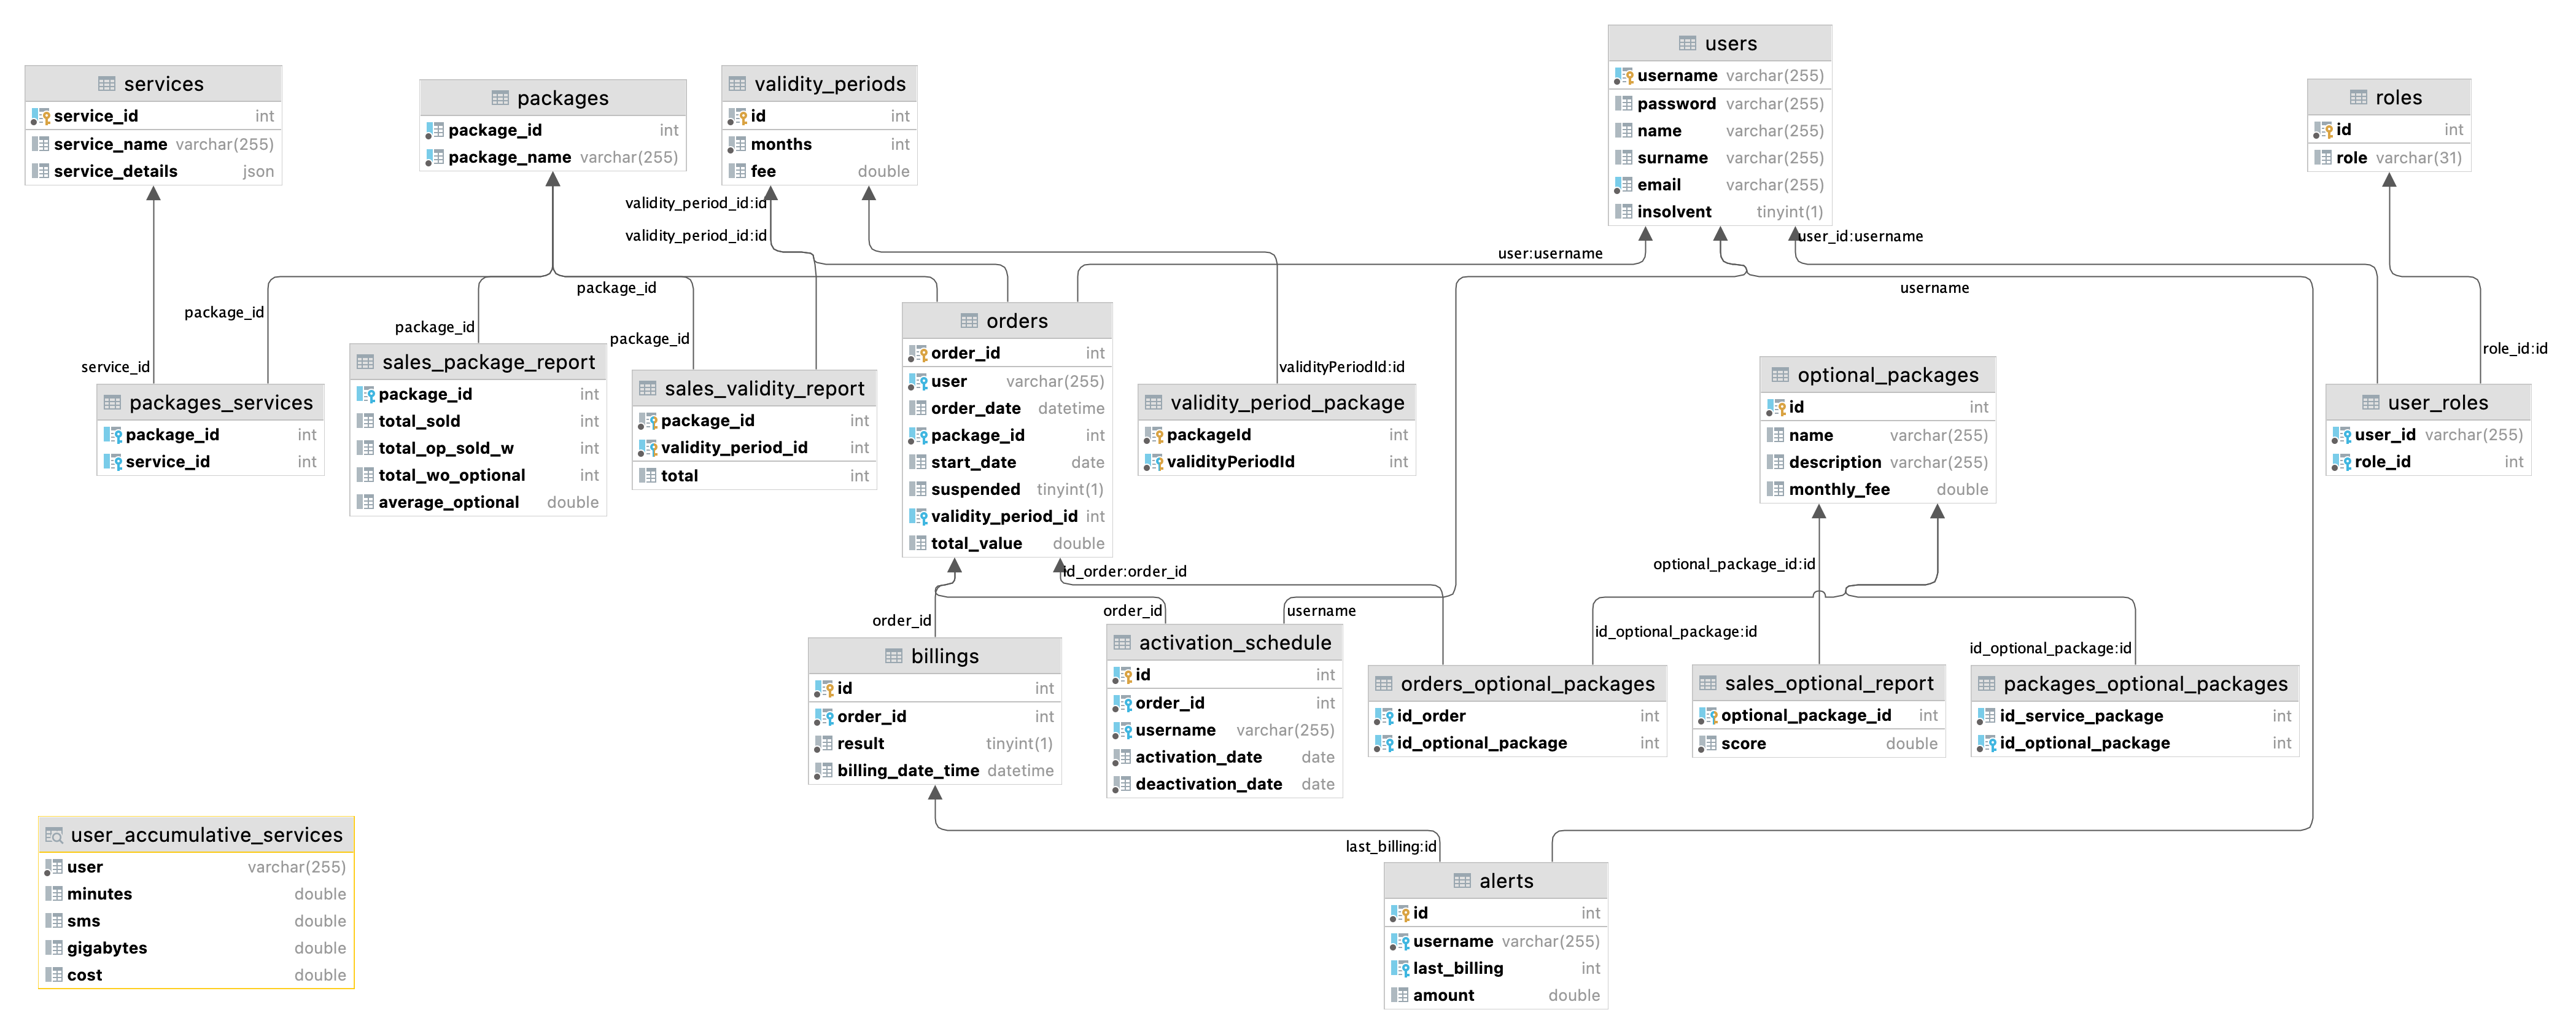 services
service_id int
service_name varchar(255)
service_details json
packages
package_id int
package_name varchar(255)
validity_periods
id int
months int
fee double
users
username varchar(255)
password varchar(255)
name varchar(255)
surname varchar(255)
email varchar(255)
insolvent tinyint(1)
roles
id int
role varchar(31)
validity_period_id:id
validity_period_id:id
user:username
user_id:username
username
package_id
package_id
package_id
package_id
service_id
validityPeriodId:id
role_id:id
packages_services
package_id int
service_id int
sales_package_report
package_id int
total_sold int
total_op_sold_w int
total_wo_optional int
average_optional double
sales_validity_report
package_id int
validity_period_id int
total int
orders
order_id int
user varchar(255)
order_date datetime
package_id int
start_date date
suspended tinyint(1)
validity_period_id int
total_value double
validity_period_package
packageId int
validityPeriodId int
optional_packages
id int
name varchar(255)
description varchar(255)
monthly_fee double
user_roles
user_id varchar(255)
role_id int
id_order:order_id
optional_package_id:id
order_id
order_id
username
id_optional_package:id
id_optional_package:id
billings
id int
order_id int
result tinyint(1)
billing_date_time datetime
activation_schedule
id int
order_id int
username varchar(255)
activation_date date
deactivation_date date
orders_optional_packages
id_order int
id_optional_package int
sales_optional_report
optional_package_id int
score double
packages_optional_packages
id_service_package int
id_optional_package int
user_accumulative_services
user varchar(255)
minutes double
sms double
gigabytes double
cost double
last_billing:id
alerts
id int
username varchar(255)
last_billing int
amount double